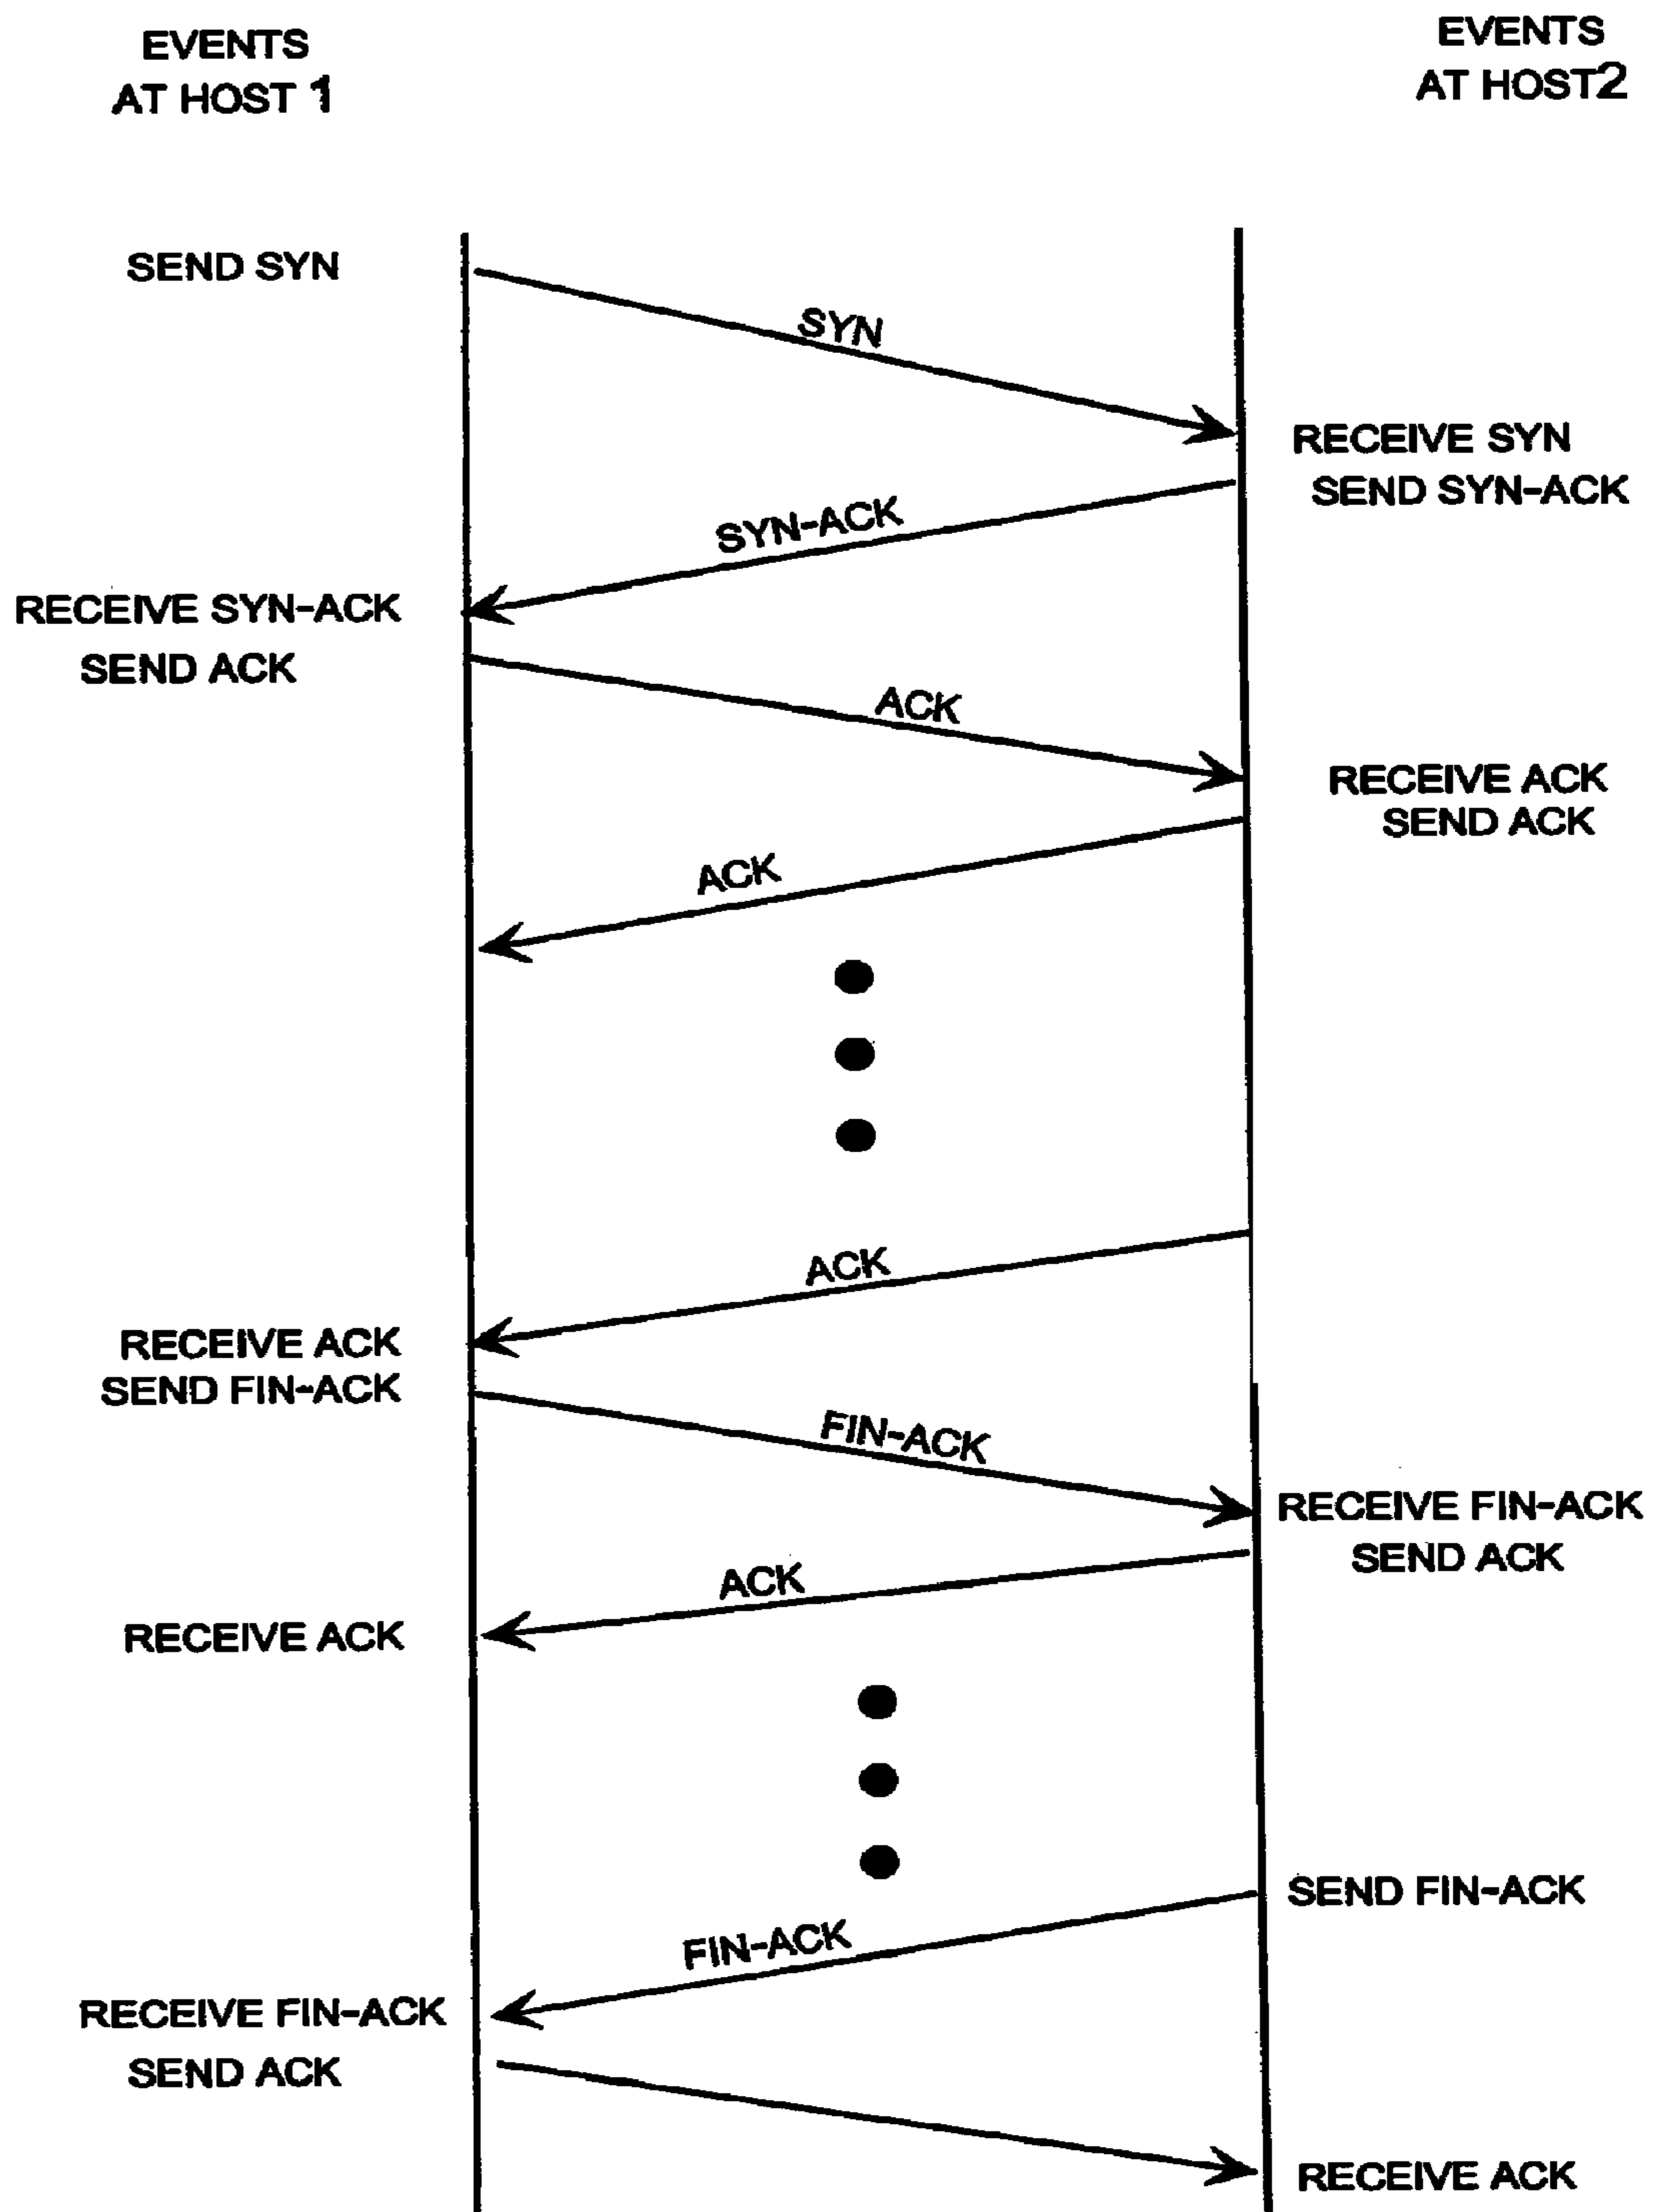 EVENTS
AT HOST 1
EVENTS
AT HOST2
SEND SYN
SYN
RECEIVE SYN
SEND SYN-ACK
SYN-ACK
RECEIVE SYN-ACK
SEND ACK
ACK
RECEIVE ACK
SEND ACK
ACK
ACK
RECEIVE ACK
SEND FIN-ACK
FIN-ACK
RECEIVE FIN-ACK
SEND ACK
ACK
RECEIVE ACK
SEND FIN-ACK
FIN-ACK
RECEIVE FIN-ACK
SEND ACK
RECEIVE ACK